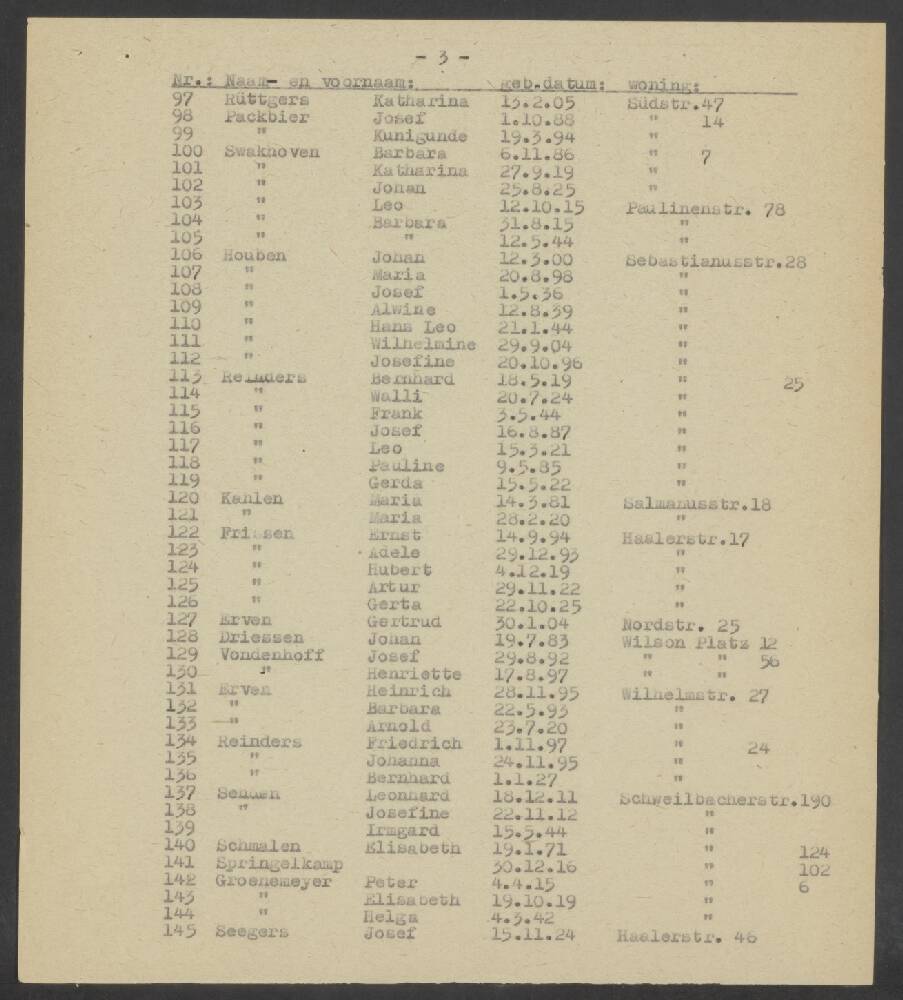 - 3 -
Nr.: Naam- en voornaam: geb.datum: woning:
97 Rüttgers Katharina 13.2.05 Südstr.47
98 Packbier Josef 1.10.88 " 14
99 " Kunigunde 19.3.94 "
100 Swakhoven Barbara 6.11.86 " 7
101 " Katharina 27.9.19 "
102 " Johan 25.8.25 "
103 " Leo 12.10.15 Paulinenstr. 78
104 " Barbara 31.8.15 "
105 " " 12.5.44 "
106 Houben Johan 12.3.00 Sebastianusstr.28
107 " Maria 20.8.98 "
108 " Josef 1.5.36 "
109 " Alwine 12.8.39 "
110 " Hans Leo 21.1.44 "
111 " Wilhelmine 29.9.04 "
112 " Josefine 20.10.96 "
113 Reinders Bernhard 18.5.19 " 25
114 " Walli 20.7.24 "
115 " Frank 3.5.44 "
116 " Josef 16.8.87 "
117 " Leo 15.3.21 "
118 " Pauline 9.5.85 "
119 " Gerda 15.5.22 "
120 Kahlen Maria 14.3.81 Salmanusstr.18
121 " Maria 28.2.20 "
122 Ernst 14.9.94 Haalerstr.17
123 " Adele 29.12.93 "
124 " Hubert 4.12.19 "
125 " Artur 29.11.22 "
126 " Gerta 22.10.25 "
127 Erven Gertrud 30.1.04 Nordstr. 25
128 Driessen Johan 19.7.83 Wilson Platz 12
129 Vondenhoff Josef 29.8.92 " " 56
130 " Henriette 17.8.97 " "
131 Erven Heinrich 28.11.95 Wilhelmstr. 27
132 " Barbara 22.5.93 "
133 " Arnold 23.7.20 "
134 Reinders Friedrich 1.11.97 " 24
135 " Johanna 24.11.95 "
136 " Bernhard 1.1.27 "
137 Senden Leonhard 18.12.11 Schweilbacherstr.190
138 " Josefine 22.11.12 "
139 Irmgard 15.5.44 "
140 Schmalen Elisabeth 19.1.71 " 124
141 Springelkamp 30.12.16 " 102
142 Groenemeyer Peter 4.4.15 " 6
143 " Elisabeth 19.10.19 "
144 " Helga 4.3.42 "
145 Seegers Josef 15.11.24 Haalerstr. 46